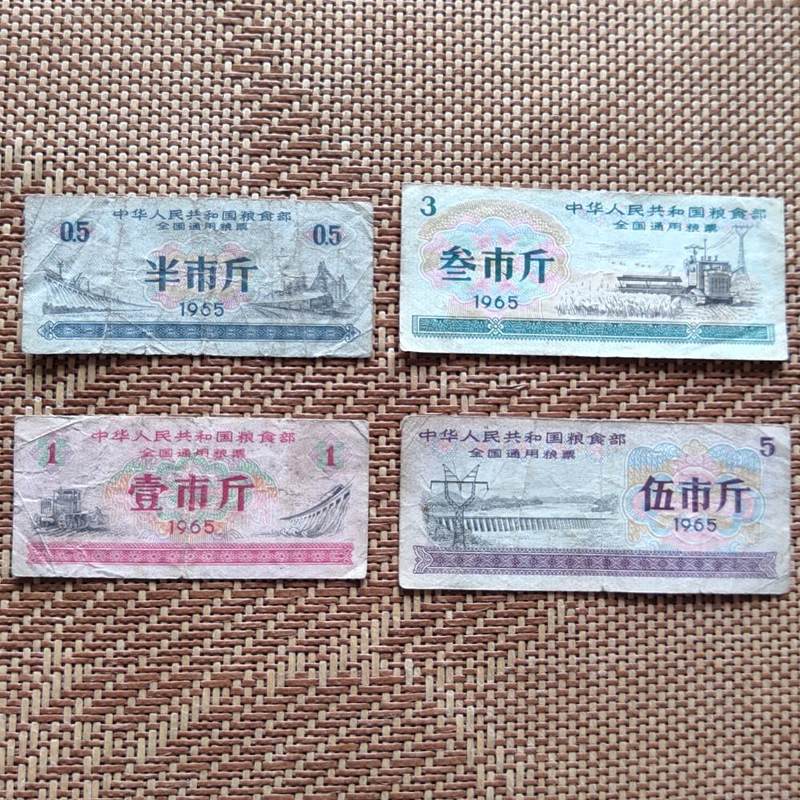 中华人民共和国粮食部
全国通用粮票
0.5 0.5
半市斤
1965
3
中华人民共和国粮食部
全国通用粮票
叁市斤
1965
中华人民共和国粮食部
全国通用粮票
1 1
壹市斤
1965
中华人民共和国粮食部
全国通用粮票
5
伍市斤
1965